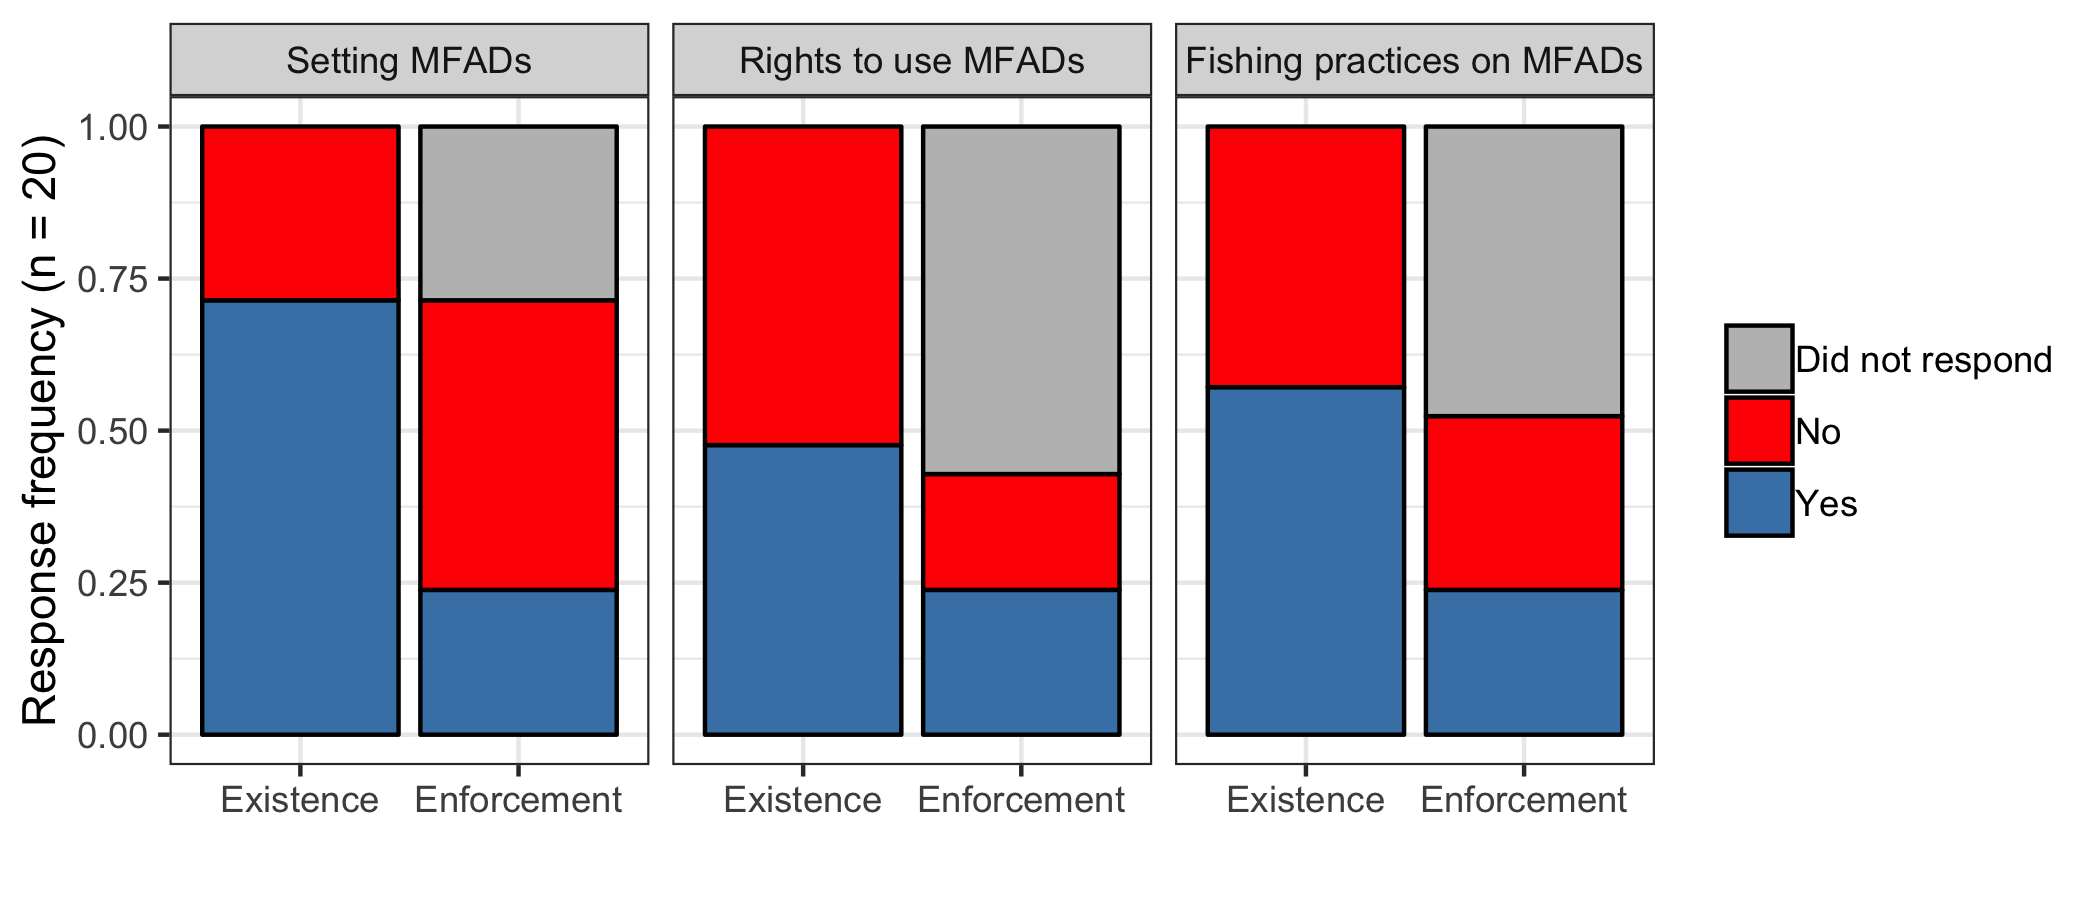 Setting MFADs
Rights to use MFADs
Fishing practices on MFADs
Response frequency (n = 20)
1.00
0.75
0.50
0.25
0.00
Existence
Enforcement
Existence
Enforcement
Existence
Enforcement
Did not respond
No
Yes